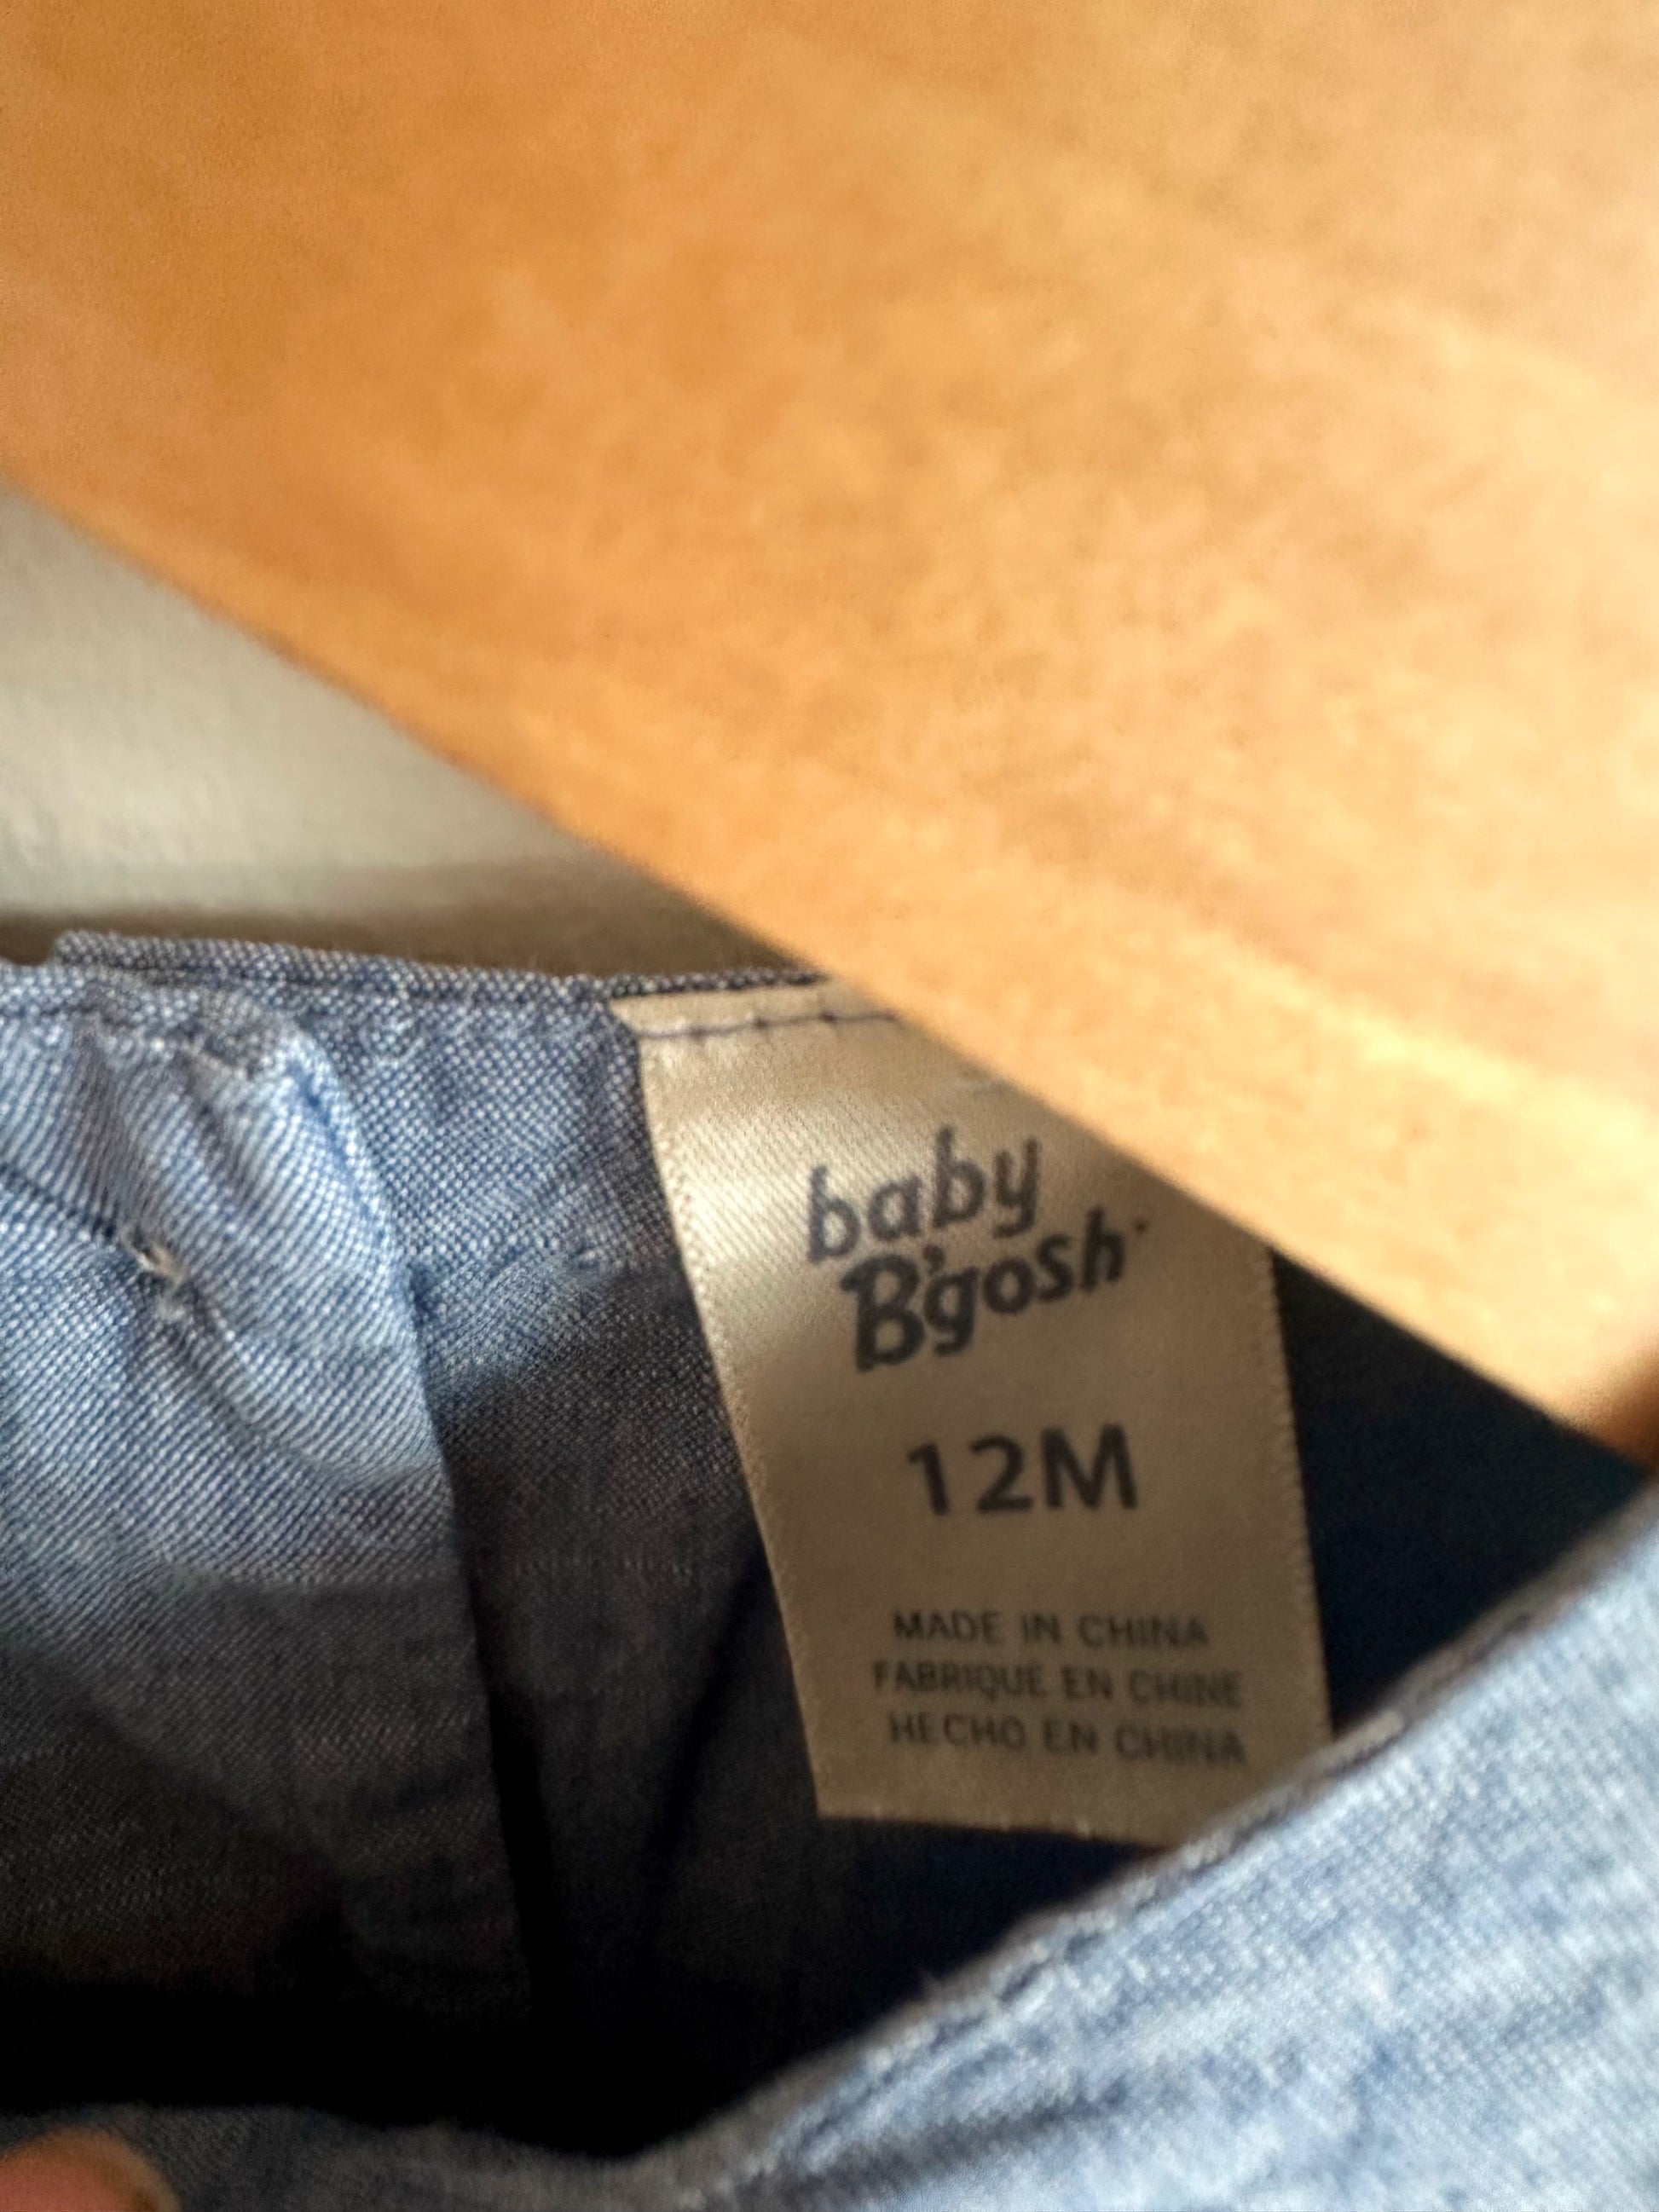 baby
B'gosh
12M
MADE IN CHINA
FABRIQUE EN CHINE
HECHO EN CHINA